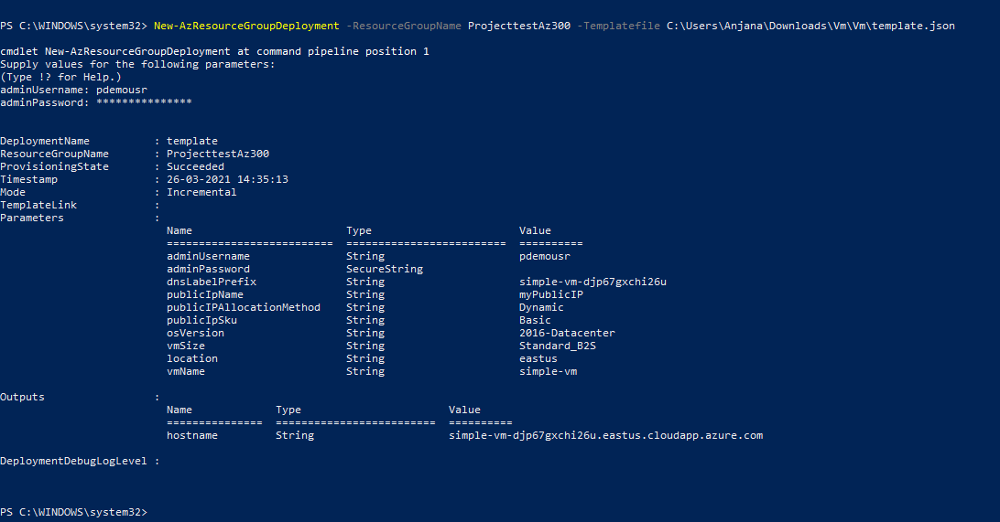 PS C:\WINDOWS\system32> New-AzResourceGroupDeployment -ResourceGroupName ProjecttestAz300 -Templatefile C:\Users\Anjana\Downloads\Vm\Vm\template.json
cmdlet New-AzResourceGroupDeployment at command pipeline position 1
Supply values for the following parameters:
(Type !? for Help.)
adminUsername: pdemousr
adminPassword: ***************
DeploymentName : template
ResourceGroupName : ProjecttestAz300
ProvisioningState : Succeeded
Timestamp : 26-03-2021 14:35:13
Mode : Incremental
TemplateLink :
Parameters :
Name Type Value
========================== ========================= ==========
adminUsername String pdemousr
adminPassword SecureString
dnsLabelPrefix String simple-vm-djp67gxchi26u
publicIpName String myPublicIP
publicIPAllocationMethod String Dynamic
publicIpSku String Basic
osVersion String 2016-Datacenter
vmSize String Standard_B2S
location String eastus
vmName String simple-vm
Outputs :
Name Type Value
=============== ========================= ==========
hostname String simple-vm-djp67gxchi26u.eastus.cloudapp.azure.com
DeploymentDebugLogLevel :
PS C:\WINDOWS\system32>